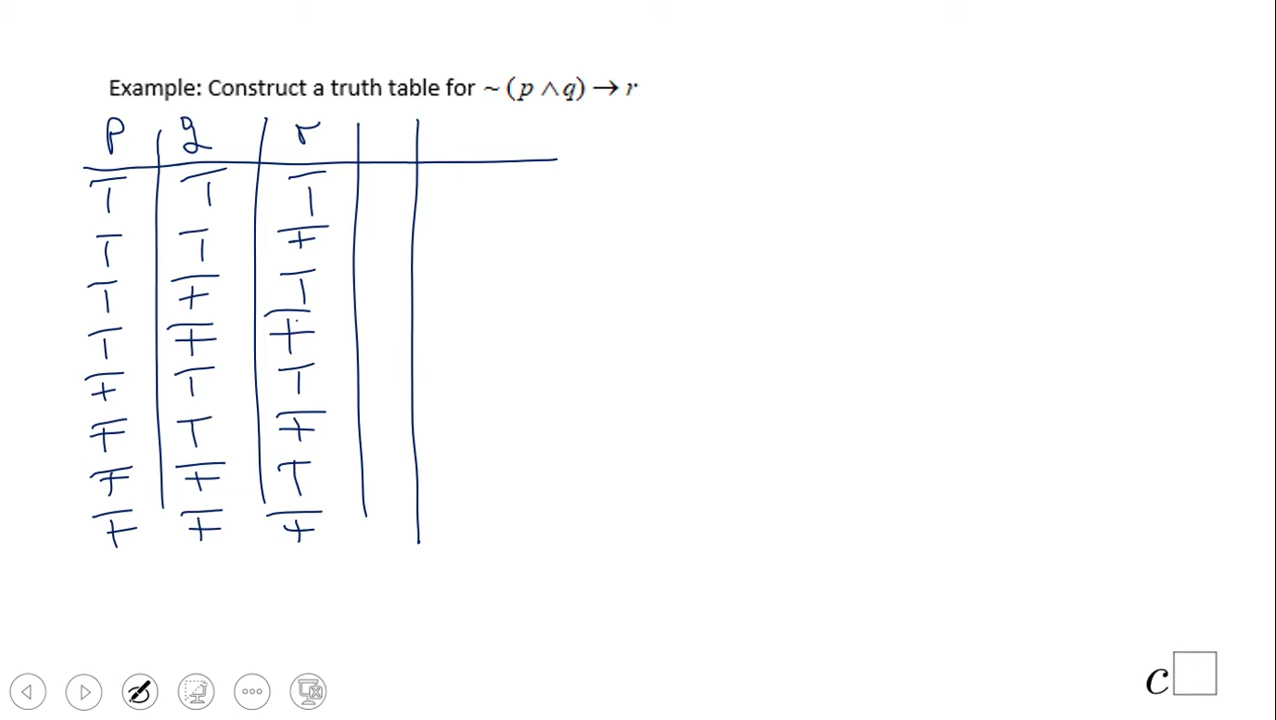 Example: Construct a truth table for ~ (p ∧ q) → r
p q r
T T T
T T F
T F T
T F F
F T T
F T F
F F T
F F F
c